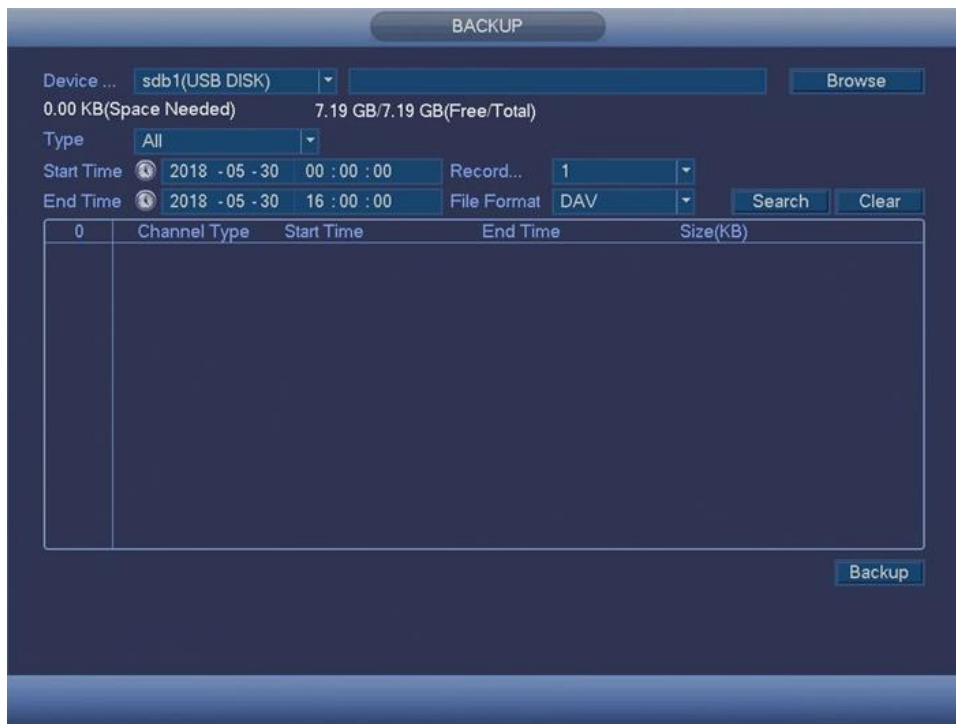 BACKUP
Device ... sdb1(USB DISK) Browse
0.00 KB(Space Needed) 7.19 GB/7.19 GB(Free/Total)
Type All
Start Time 2018 - 05 - 30 00 : 00 : 00 Record... 1
End Time 2018 - 05 - 30 16 : 00 : 00 File Format DAV Search Clear
0 Channel Type Start Time End Time Size(KB)
Backup